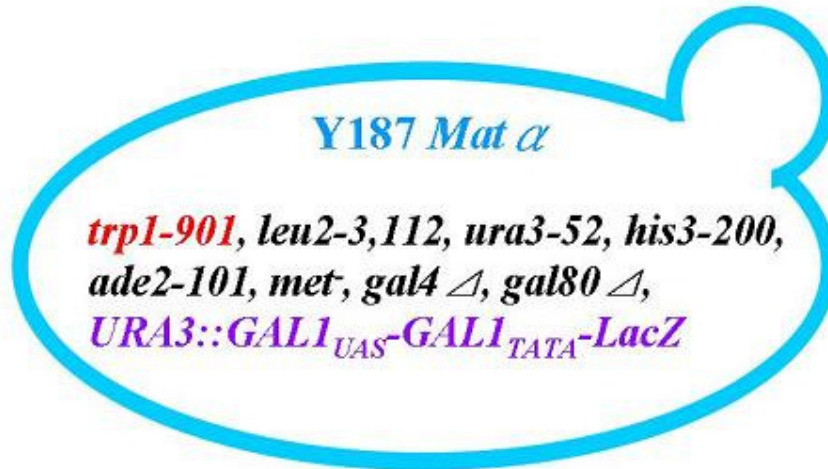 Y187 Mat α
trp1-901, leu2-3,112, ura3-52, his3-200,
ade2-101, met-, gal4 ⊿, gal80 ⊿,
URA3::GAL1UAS-GAL1TATA-LacZ